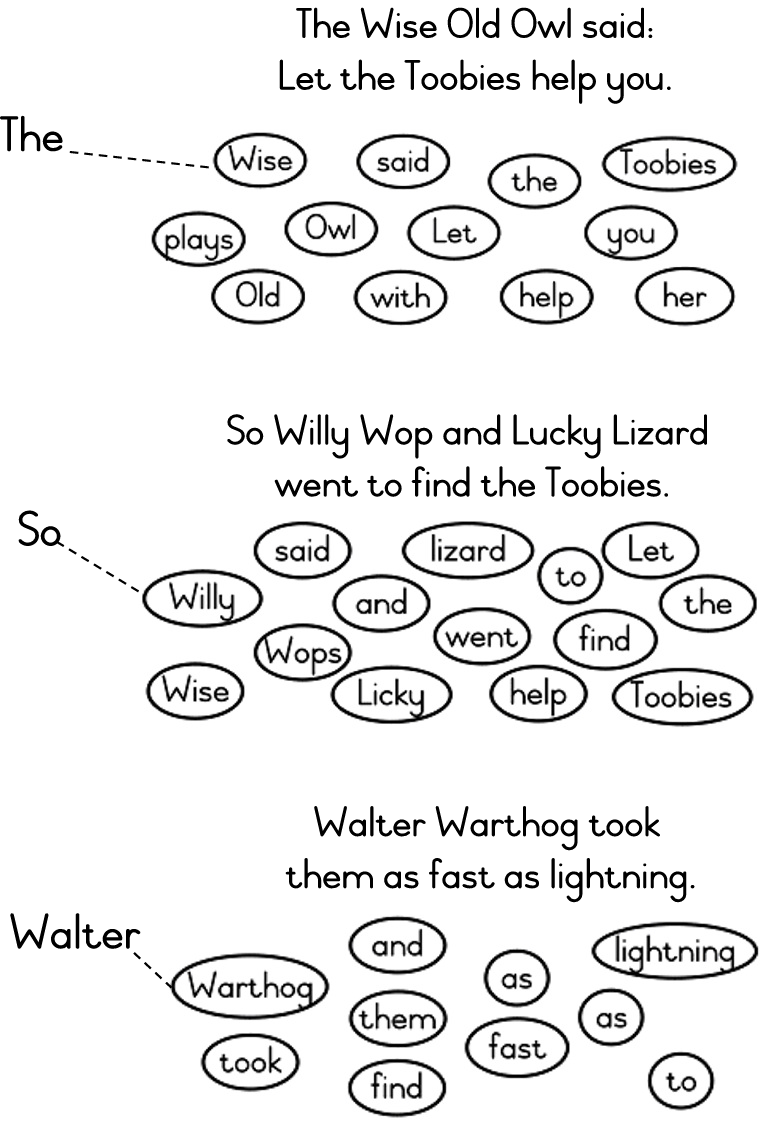 The Wise Old Owl said:
Let the Toobies help you.
The Wise said the Toobies
plays Owl Let you
Old with help her
So Willy Wop and Lucky Lizard
went to find the Toobies.
So said lizard to Let
Willy and the
Wops went find
Wise Licky help Toobies
Walter Warthog took
them as fast as lightning.
Walter and lightning
Warthog as
them as
took fast
find to